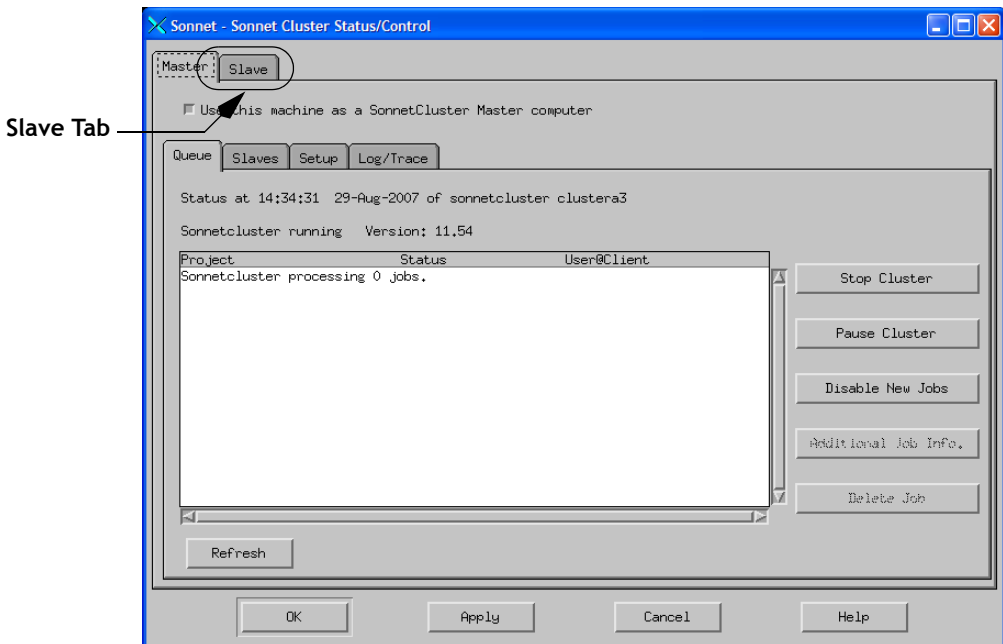 Sonnet - Sonnet Cluster Status/Control
Master Slave
Slave Tab
Use this machine as a SonnetCluster Master computer
Queue Slaves Setup Log/Trace
Status at 14:34:31 29-Aug-2007 of sonnetcluster clustera3
Sonnetcluster running Version: 11.54
Project Status User@Client
Sonnetcluster processing 0 jobs.
Stop Cluster
Pause Cluster
Disable New Jobs
Additional Job Info.
Delete Job
Refresh
OK Apply Cancel Help